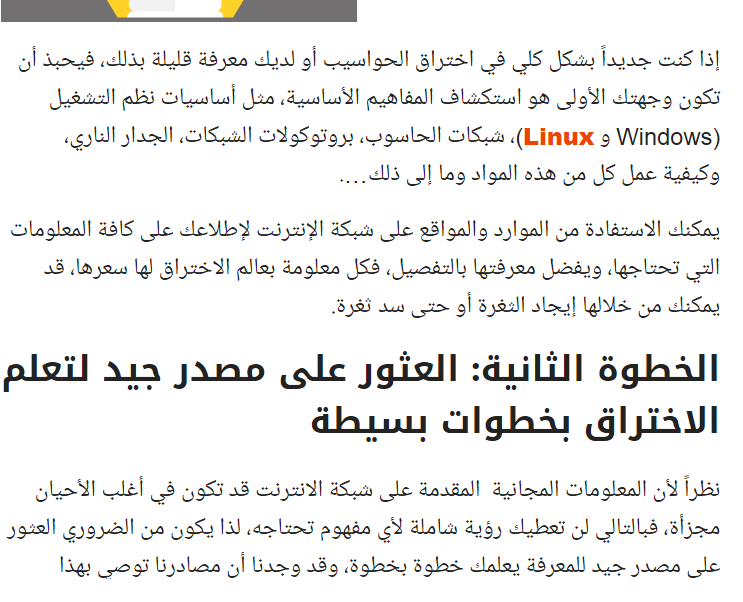 إذا كنت جديداً بشكل كلي في اختراق الحواسيب أو لديك معرفة قليلة بذلك، فيحبذ أن
تكون وجهتك الأولى هو استكشاف المفاهيم الأساسية، مثل أساسيات نظم التشغيل
(Windows و Linux)، شبكات الحاسوب، بروتوكولات الشبكات، الجدار الناري،
وكيفية عمل كل من هذه المواد وما إلى ذلك….
يمكنك الاستفادة من الموارد والمواقع على شبكة الإنترنت لإطلاعك على كافة المعلومات
التي تحتاجها، ويفضل معرفتها بالتفصيل، فكل معلومة بعالم الاختراق لها سعرها، قد
يمكنك من خلالها إيجاد الثغرة أو حتى سد ثغرة.
الخطوة الثانية: العثور على مصدر جيد لتعلم
الاختراق بخطوات بسيطة
نظراً لأن المعلومات المجانية المقدمة على شبكة الانترنت قد تكون في أغلب الأحيان
مجزأة، فبالتالي لن تعطيك رؤية شاملة لأي مفهوم تحتاجه، لذا يكون من الضروري العثور
على مصدر جيد للمعرفة يعلمك خطوة بخطوة، وقد وجدنا أن مصادرنا توصي بهذا